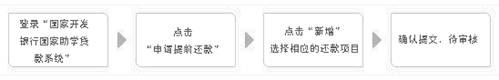 登录“国家开发
银行国家助学贷
款系统”
点击
“申请提前还款”
点击“新增”
选择相应的还款项目
确认提交、待审核